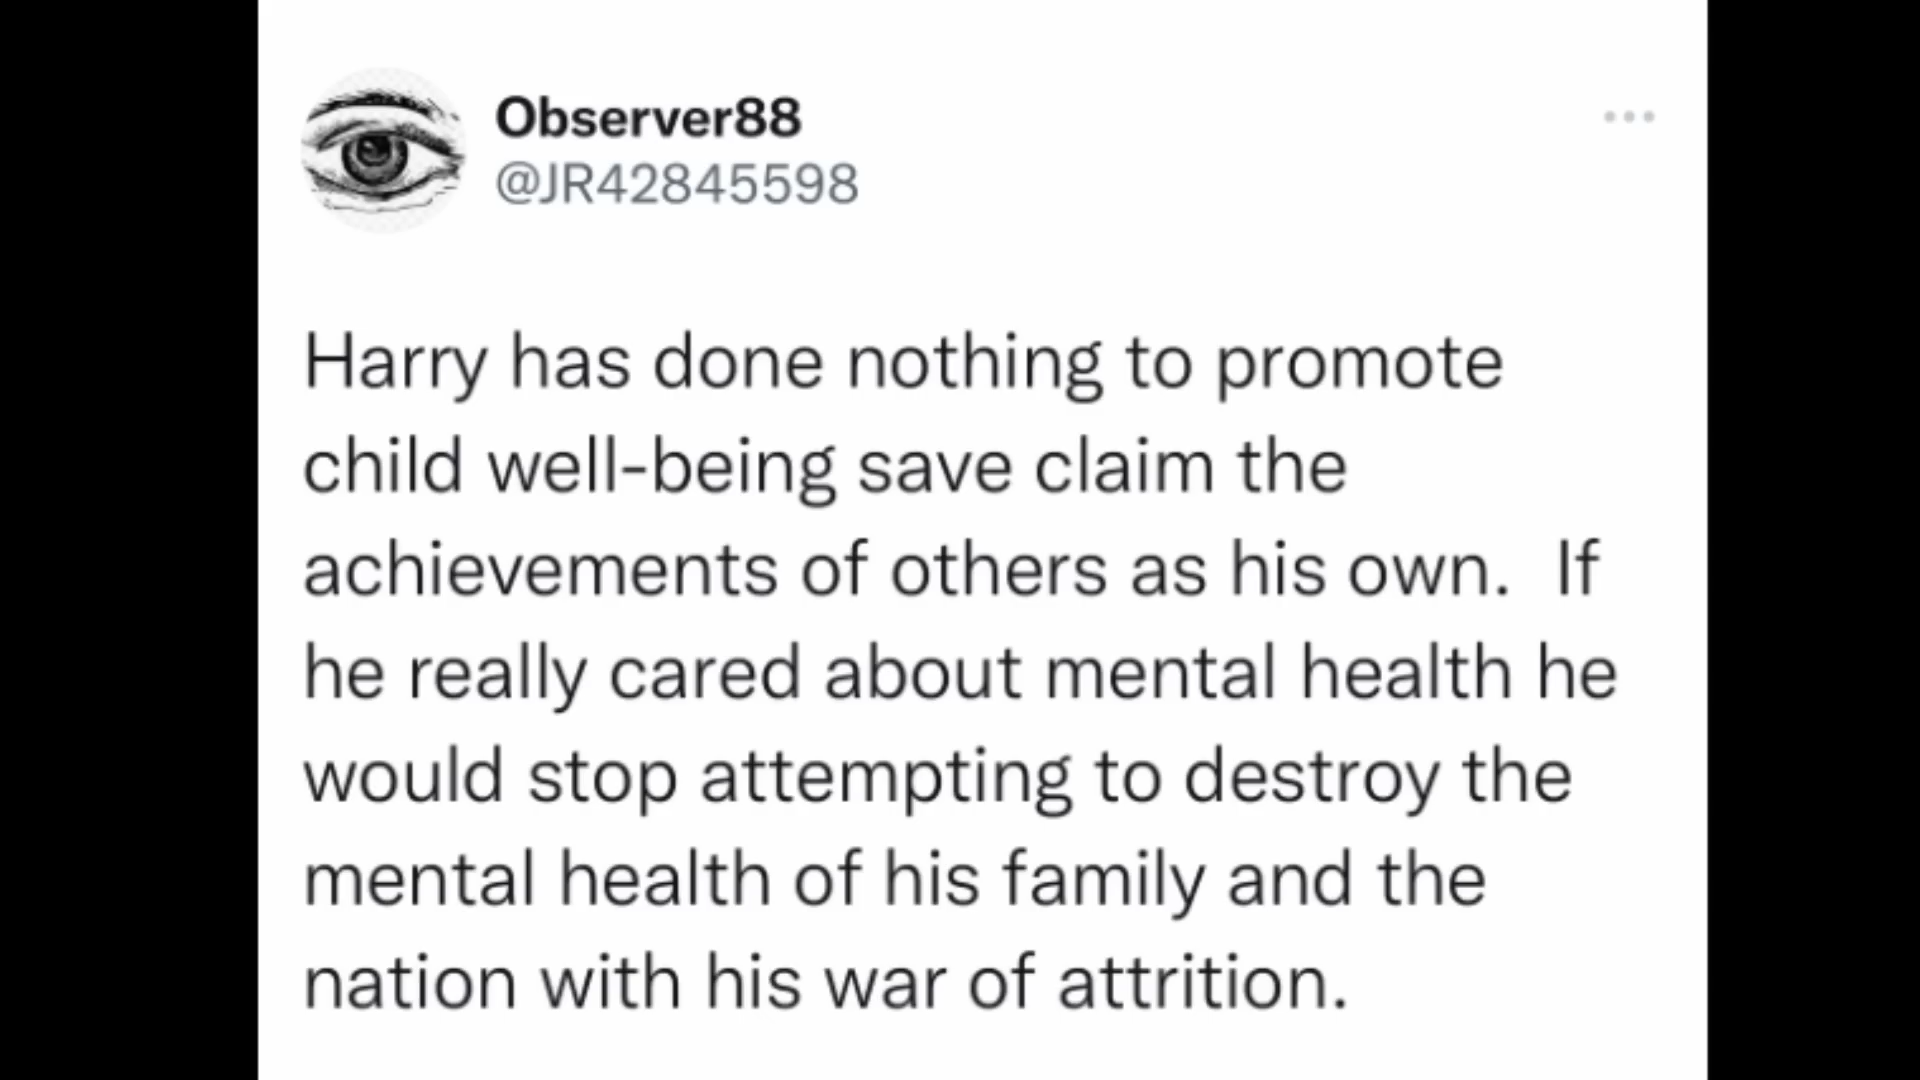 Observer88
@JR42845598
Harry has done nothing to promote
child well-being save claim the
achievements of others as his own.  If
he really cared about mental health he
would stop attempting to destroy the
mental health of his family and the
nation with his war of attrition.